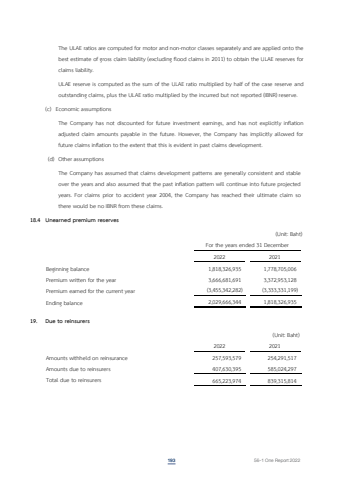 The ULAE ratios are computed for motor and non-motor classes separately and are applied onto the
best estimate of gross claim liability (excluding flood claims in 2011) to obtain the ULAE reserves for
claims liability.
ULAE reserve is computed as the sum of the ULAE ratio multiplied by half of the case reserve and
outstanding claims, plus the ULAE ratio multiplied by the incurred but not reported (IBNR) reserve.
(c) Economic assumptions
The Company has not discounted for future investment earnings, and has not explicitly inflation
adjusted claim amounts payable in the future. However, the Company has implicitly allowed for
future claims inflation to the extent that this is evident in past claims development.
(d) Other assumptions
The Company has assumed that claims development patterns are generally consistent and stable
over the years and also assumed that the past inflation pattern will continue into future projected
years. For claims prior to accident year 2004, the Company has reached their ultimate claim so
there would be no IBNR from these claims.
18.4 Unearned premium reserves
(Unit: Baht)
For the years ended 31 December
2022 2021
Beginning balance 1,818,326,935 1,778,705,006
Premium written for the year 3,666,681,691 3,372,953,128
Premium earned for the current year (3,455,342,282) (3,333,331,199)
Ending balance 2,029,666,344 1,818,326,935
19. Due to reinsurers
(Unit: Baht)
2022 2021
Amounts withheld on reinsurance 257,593,579 254,291,517
Amounts due to reinsurers 407,630,395 585,024,297
Total due to reinsurers 665,223,974 839,315,814
183 56-1 One Report 2022